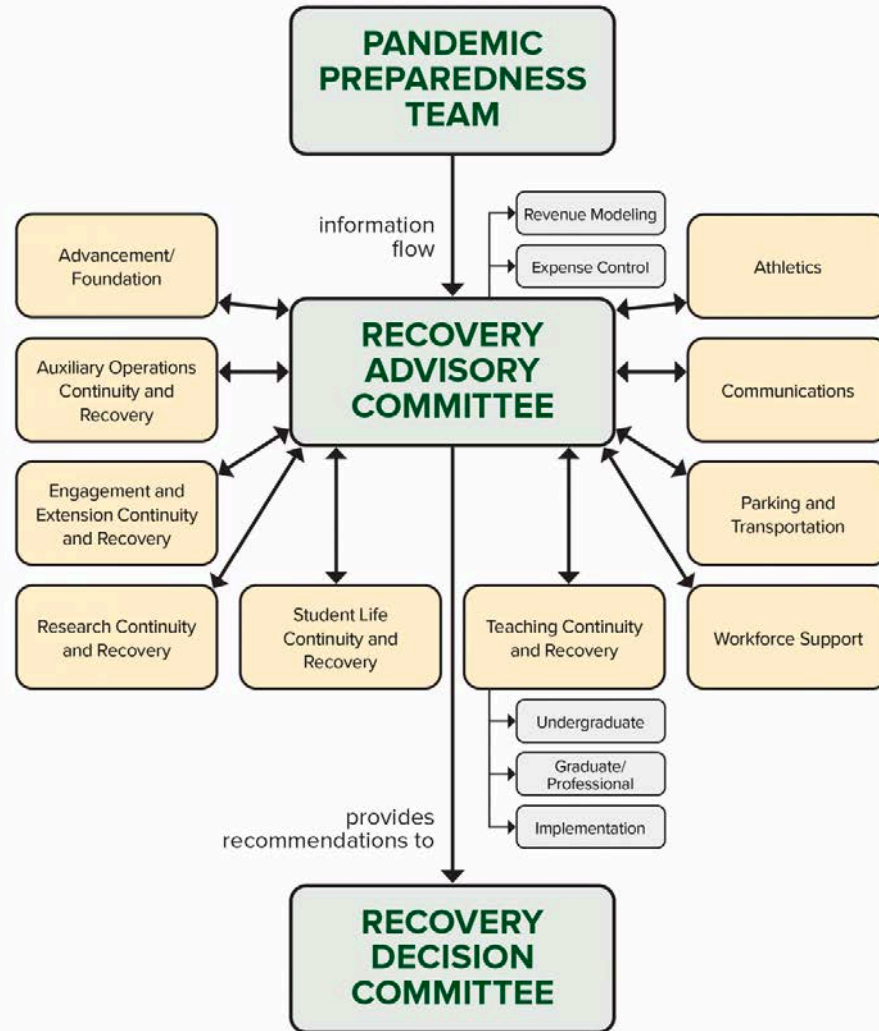 PANDEMIC
PREPAREDNESS
TEAM
information
flow
Revenue Modeling
Expense Control
Advancement/
Foundation
Athletics
RECOVERY
ADVISORY
COMMITTEE
Auxiliary Operations
Continuity and
Recovery
Communications
Engagement and
Extension Continuity
and Recovery
Parking and
Transportation
Research Continuity
and Recovery
Student Life
Continuity and
Recovery
Teaching Continuity
and Recovery
Workforce Support
Undergraduate
Graduate/
Professional
Implementation
provides
recommendations to
RECOVERY
DECISION
COMMITTEE